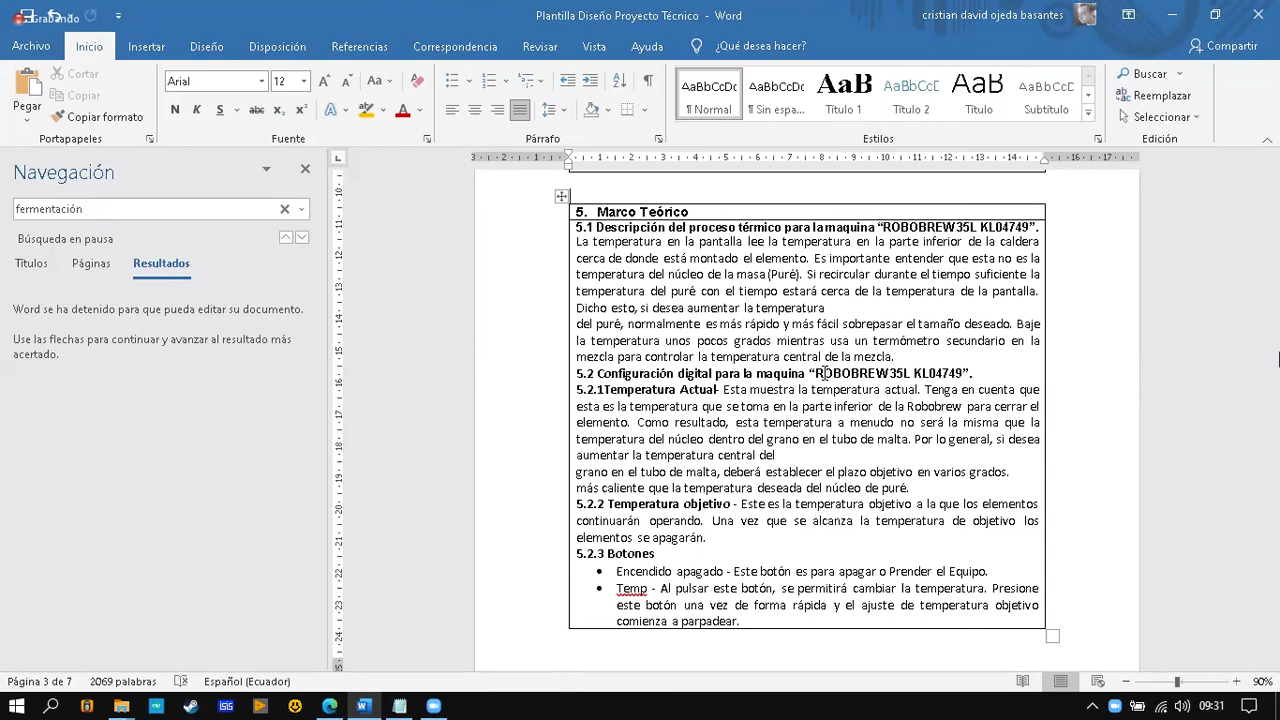 Grabando
Plantilla Diseño Proyecto Técnico - Word
cristian david ojeda basantes
Archivo Inicio Insertar Diseño Disposición Referencias Correspondencia Revisar Vista Ayuda ¿Qué desea hacer? Compartir
Pegar
Cortar
Copiar
Copiar formato
Portapapeles
Arial 12
N K S abc
Fuente
Párrafo
AaBbCcDc ¶ Normal
AaBbCcDc ¶ Sin espa...
AaB Título 1
AaBbCcD Título 2
AaB Título
AaBbCcD Subtítulo
Estilos
Buscar
Reemplazar
Seleccionar
Edición
Navegación
fermentación
Búsqueda en pausa
Títulos Páginas Resultados
Word se ha detenido para que pueda editar su documento.
Use las flechas para continuar y avanzar al resultado más
acertado.
5. Marco Teórico
5.1 Descripción del proceso térmico para la maquina “ROBOBREW35L KL04749”.
La temperatura en la pantalla lee la temperatura en la parte inferior de la caldera
cerca de donde está montado el elemento. Es importante entender que esta no es la
temperatura del núcleo de la masa (Puré). Si recircular durante el tiempo suficiente la
temperatura del puré con el tiempo estará cerca de la temperatura de la pantalla.
Dicho esto, si desea aumentar la temperatura
del puré, normalmente es más rápido y más fácil sobrepasar el tamaño deseado. Baje
la temperatura unos pocos grados mientras usa un termómetro secundario en la
mezcla para controlar la temperatura central de la mezcla.
5.2 Configuración digital para la maquina “ROBOBREW35L KL04749”.
5.2.1Temperatura Actual- Esta muestra la temperatura actual. Tenga en cuenta que
esta es la temperatura que se toma en la parte inferior de la Robobrew para cerrar el
elemento. Como resultado, esta temperatura a menudo no será la misma que la
temperatura del núcleo dentro del grano en el tubo de malta. Por lo general, si desea
aumentar la temperatura central del
grano en el tubo de malta, deberá establecer el plazo objetivo en varios grados.
más caliente que la temperatura deseada del núcleo de puré.
5.2.2 Temperatura objetivo - Este es la temperatura objetivo a la que los elementos
continuarán operando. Una vez que se alcanza la temperatura de objetivo los
elementos se apagarán.
5.2.3 Botones
• Encendido apagado - Este botón es para apagar o Prender el Equipo.
• Temp - Al pulsar este botón, se permitirá cambiar la temperatura. Presione
este botón una vez de forma rápida y el ajuste de temperatura objetivo
comienza a parpadear.
Página 3 de 7 2069 palabras Español (Ecuador) 90%
09:31